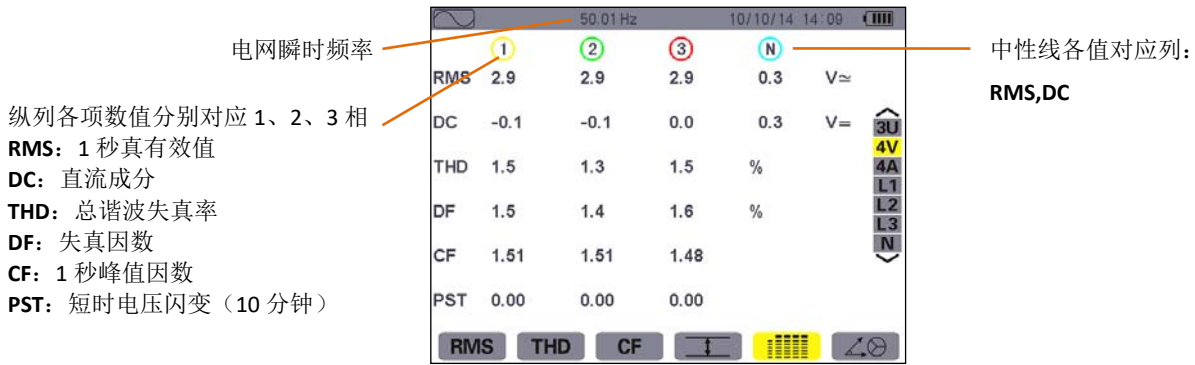 电网瞬时频率
纵列各项数值分别对应 1、2、3 相
RMS：1 秒真有效值
DC：直流成分
THD：总谐波失真率
DF：失真因数
CF：1 秒峰值因数
PST：短时电压闪变（10 分钟）
50.01 Hz 10/10/14 14:09
1 2 3 N
RMS 2.9 2.9 2.9 0.3 V≃
DC -0.1 -0.1 0.0 0.3 V=
THD 1.5 1.3 1.5 %
DF 1.5 1.4 1.6 %
CF 1.51 1.51 1.48
PST 0.00 0.00 0.00
3U
4V
4A
L1
L2
L3
N
RMS THD CF
中性线各值对应列：
RMS,DC